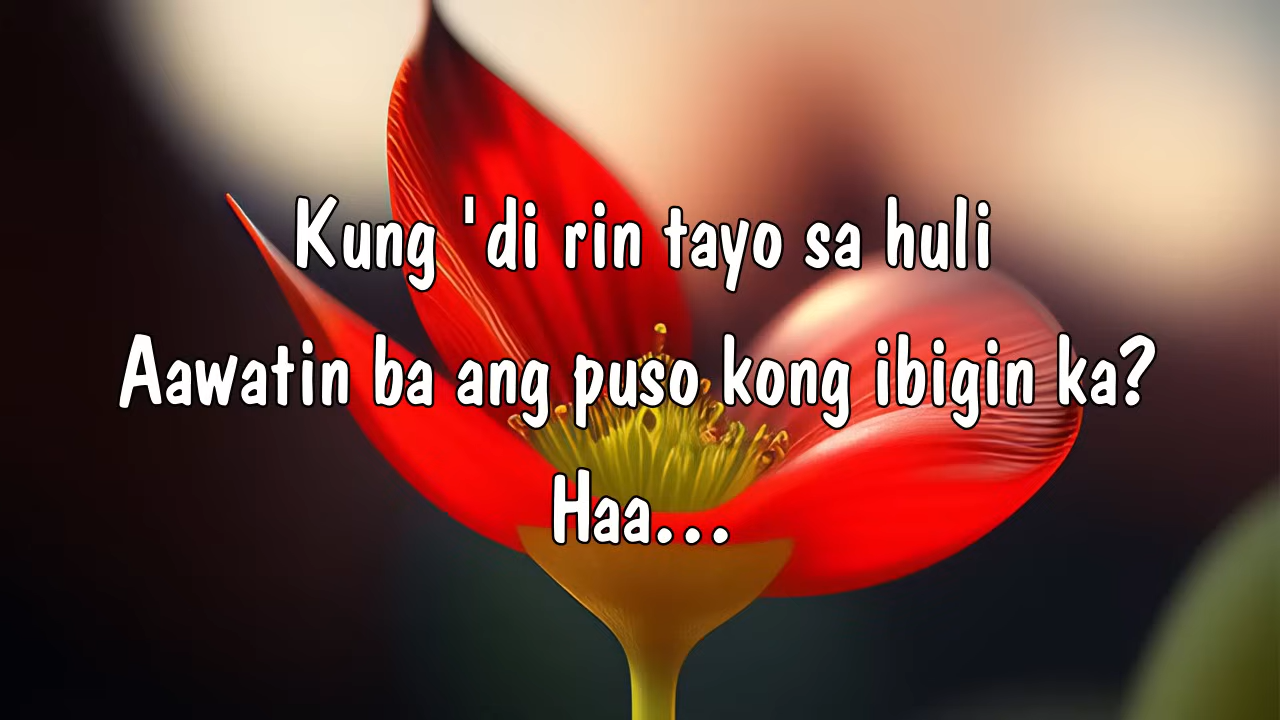 Kung 'di rin tayo sa huli
Aawatin ba ang puso kong ibigin ka?
Haa...